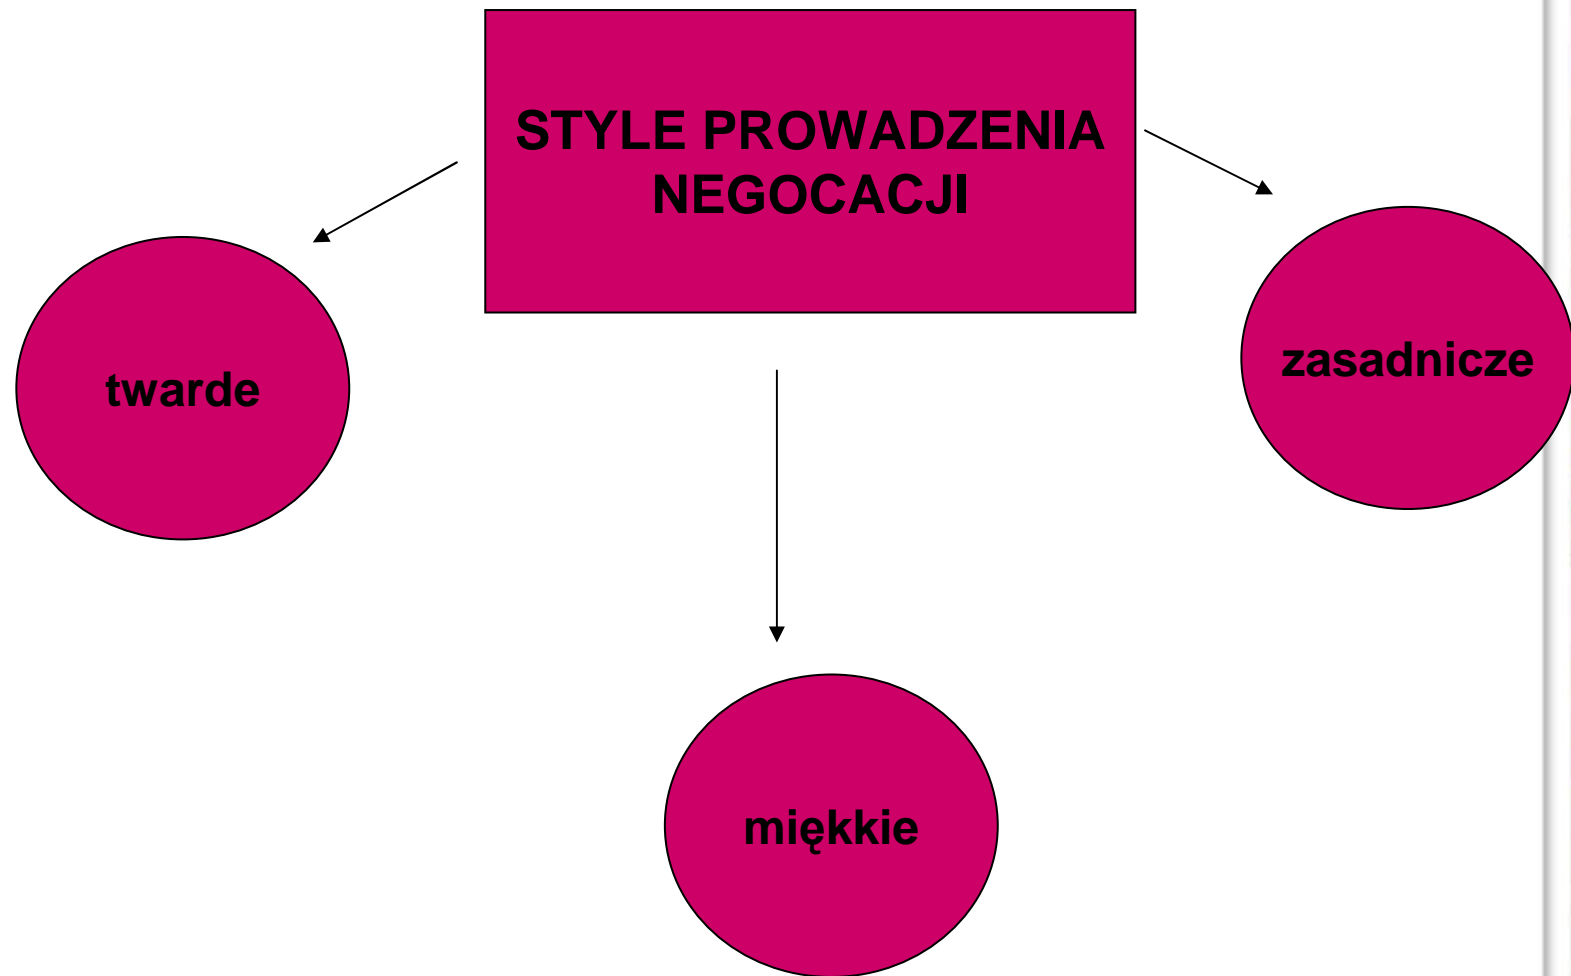 STYLE PROWADZENIA
NEGOCACJI
twarde
zasadnicze
miękkie